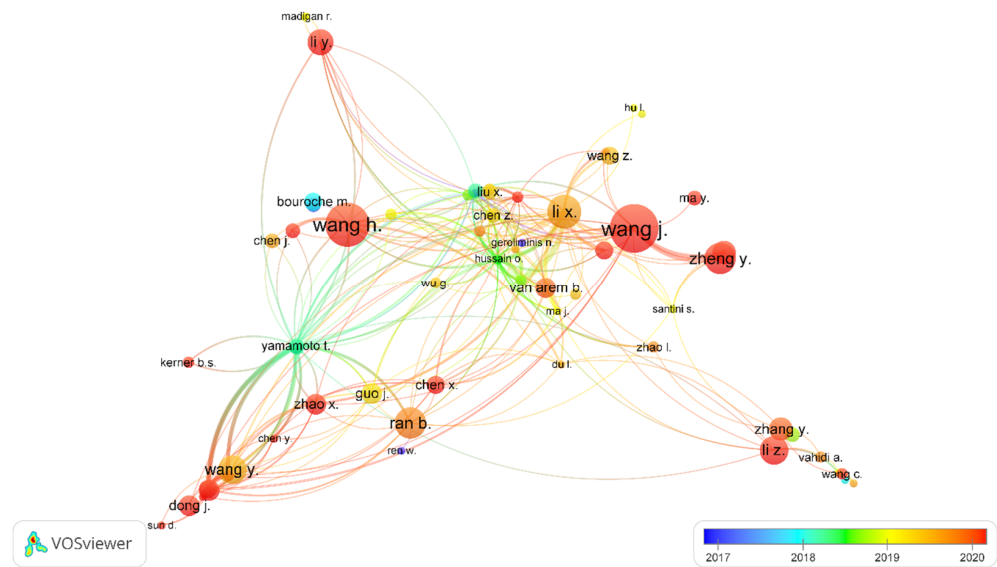 madigan r.
li y.
hu l.
wang z.
liu x.
bouroche m.
ma y.
li x.
chen z.
wang h.
wang j.
chen j.
geroliminis n.
hussain o.
zheng y.
wu g.
van arem b.
ma j.
santini s.
yamamoto t.
zhao l.
kerner b.s.
du l.
chen x.
guo j.
zhao x.
ran b.
zhang y.
chen y.
ren w.
li z.
vahidi a.
wang y.
wang c.
dong j.
sun d.
VOSviewer
2017 2018 2019 2020